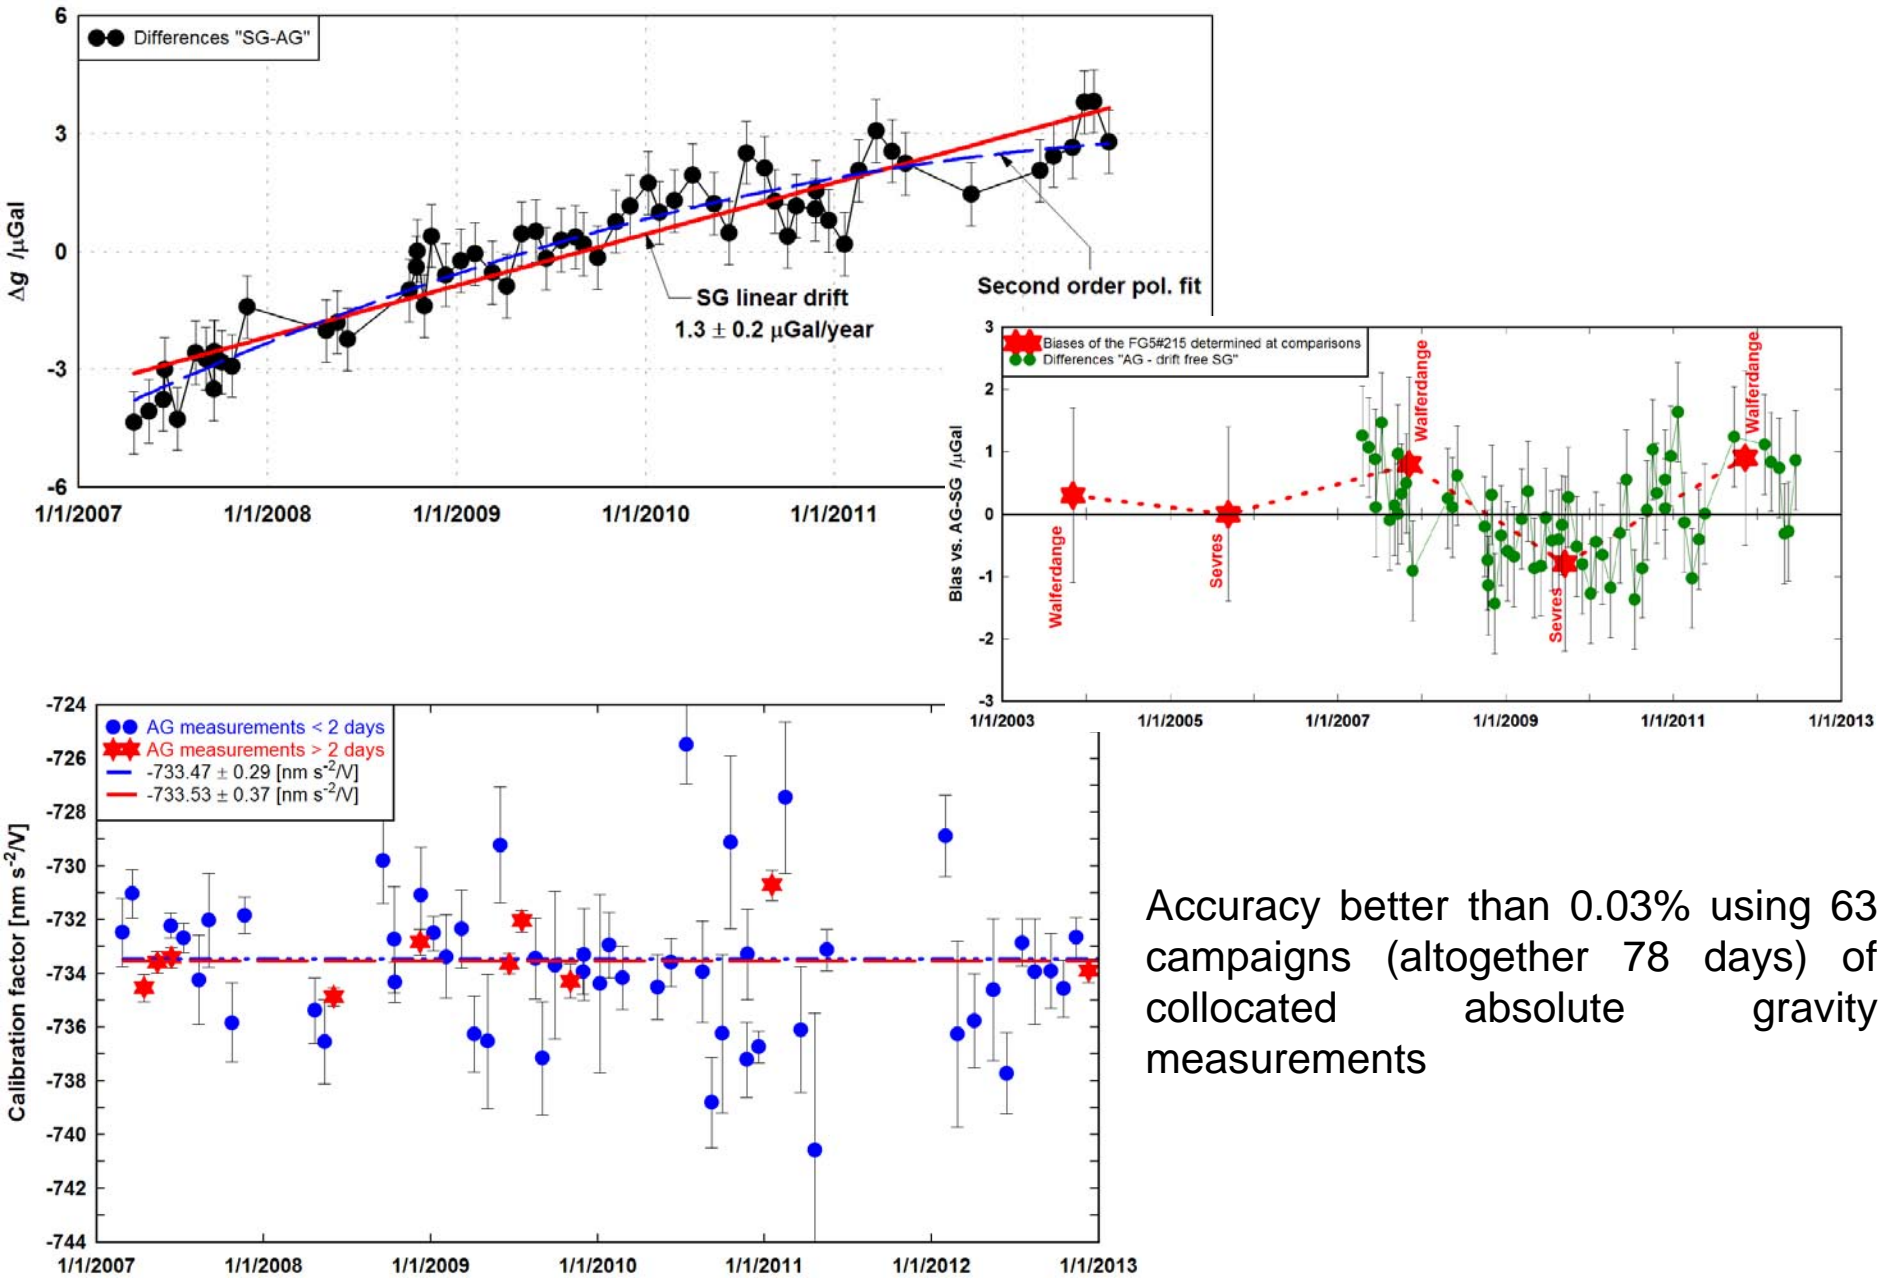 Differences "SG-AG"
6
3
0
-3
-6
Δg /μGal
1/1/2007
1/1/2008
1/1/2009
1/1/2010
1/1/2011
SG linear drift
1.3 ± 0.2 μGal/year
Second order pol. fit
Biases of the FG5#215 determined at comparisons
Differences "AG - drift free SG"
3
2
1
0
-1
-2
-3
Bias vs. AG-SG /μGal
Walferdange
Sevres
Walferdange
Sevres
Walferdange
1/1/2003
1/1/2005
1/1/2007
1/1/2009
1/1/2011
1/1/2013
AG measurements < 2 days
AG measurements > 2 days
-733.47 ± 0.29 [nm s-2/V]
-733.53 ± 0.37 [nm s-2/V]
-724
-726
-728
-730
-732
-734
-736
-738
-740
-742
-744
Calibration factor [nm s-2/V]
1/1/2007
1/1/2008
1/1/2009
1/1/2010
1/1/2011
1/1/2012
1/1/2013
Accuracy better than 0.03% using 63
campaigns (altogether 78 days) of
collocated absolute gravity
measurements